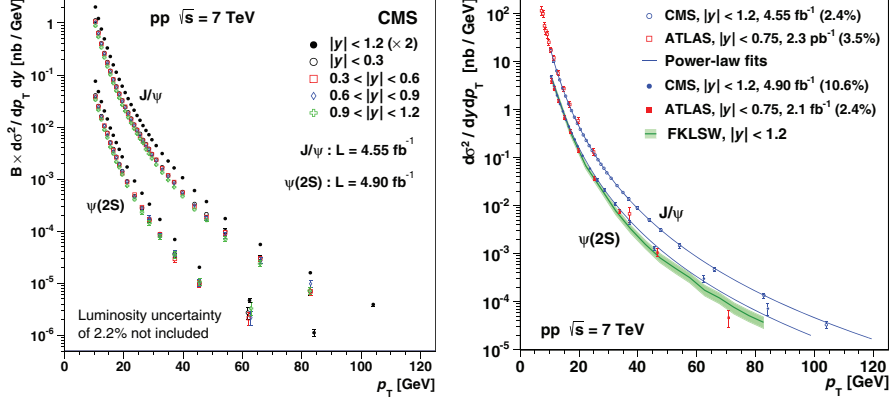 pp √s = 7 TeV
CMS
|y| < 1.2 (× 2)
|y| < 0.3
0.3 < |y| < 0.6
0.6 < |y| < 0.9
0.9 < |y| < 1.2
J/ψ
J/ψ : L = 4.55 fb⁻¹
ψ(2S) : L = 4.90 fb⁻¹
ψ(2S)
Luminosity uncertainty
of 2.2% not included
B × dσ² / dp_T dy [nb / GeV]
1
10⁻¹
10⁻²
10⁻³
10⁻⁴
10⁻⁵
10⁻⁶
0 20 40 60 80 100 120
p_T [GeV]
CMS, |y| < 1.2, 4.55 fb⁻¹ (2.4%)
ATLAS, |y| < 0.75, 2.3 pb⁻¹ (3.5%)
Power-law fits
CMS, |y| < 1.2, 4.90 fb⁻¹ (10.6%)
ATLAS, |y| < 0.75, 2.1 fb⁻¹ (2.4%)
FKLSW, |y| < 1.2
J/ψ
ψ(2S)
pp √s = 7 TeV
dσ² / dydp_T [nb / GeV]
10²
10
1
10⁻¹
10⁻²
10⁻³
10⁻⁴
10⁻⁵
0 20 40 60 80 100 120
p_T [GeV]